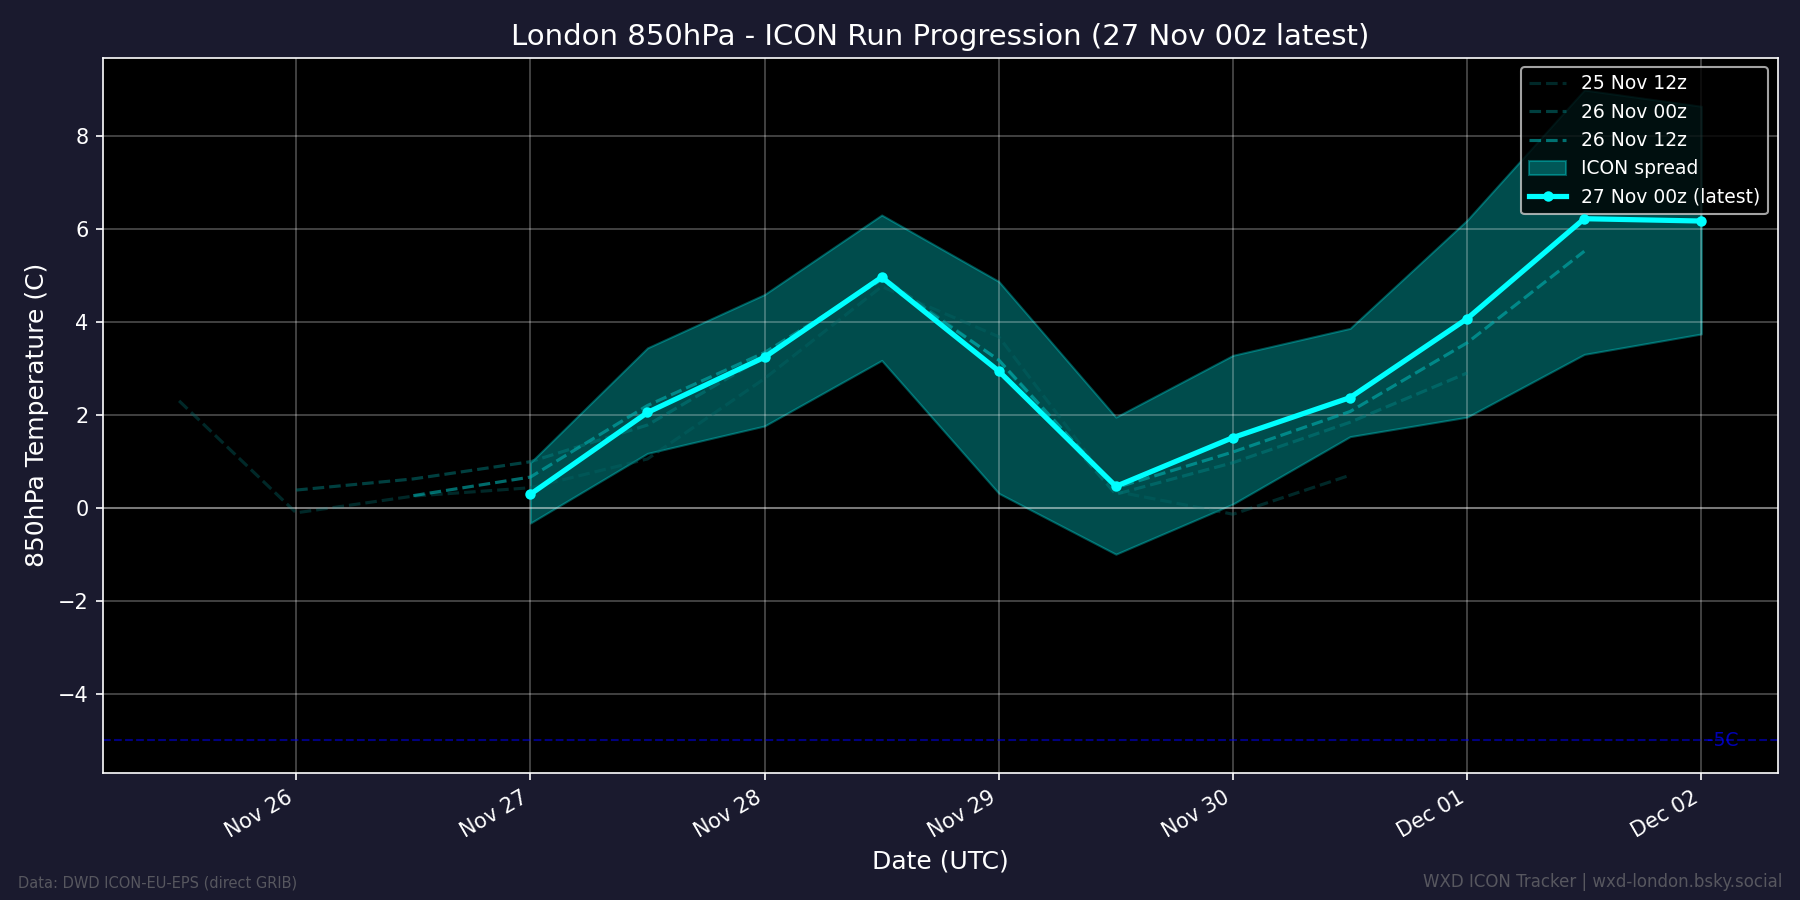 London 850hPa - ICON Run Progression (27 Nov 00z latest)
25 Nov 12z
26 Nov 00z
26 Nov 12z
ICON spread
27 Nov 00z (latest)
850hPa Temperature (C)
8
6
4
2
0
−2
−4
-5C
Nov 26
Nov 27
Nov 28
Nov 29
Nov 30
Dec 01
Dec 02
Date (UTC)
Data: DWD ICON-EU-EPS (direct GRIB)
WXD ICON Tracker | wxd-london.bsky.social